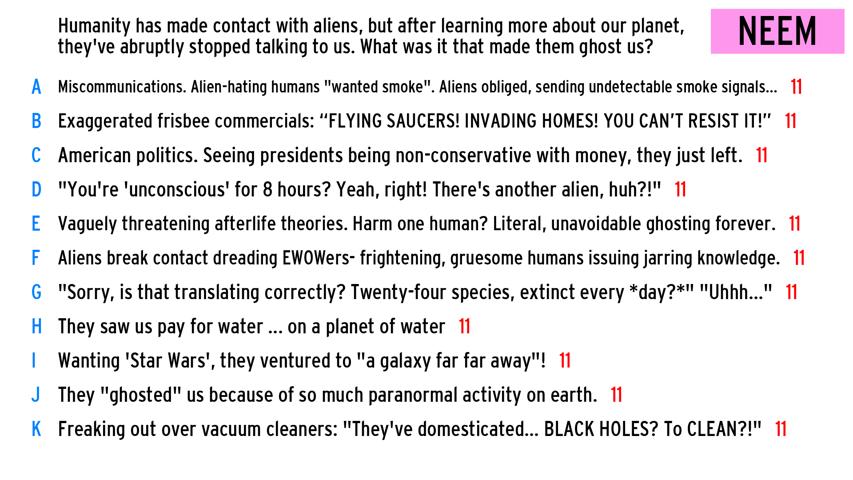 Humanity has made contact with aliens, but after learning more about our planet,
they've abruptly stopped talking to us. What was it that made them ghost us?
NEEM
A Miscommunications. Alien-hating humans "wanted smoke". Aliens obliged, sending undetectable smoke signals... 11
B Exaggerated frisbee commercials: “FLYING SAUCERS! INVADING HOMES! YOU CAN’T RESIST IT!” 11
C American politics. Seeing presidents being non-conservative with money, they just left. 11
D "You're 'unconscious' for 8 hours? Yeah, right! There's another alien, huh?!" 11
E Vaguely threatening afterlife theories. Harm one human? Literal, unavoidable ghosting forever. 11
F Aliens break contact dreading EWOWers- frightening, gruesome humans issuing jarring knowledge. 11
G "Sorry, is that translating correctly? Twenty-four species, extinct every *day?*" "Uhhh..." 11
H They saw us pay for water ... on a planet of water 11
I Wanting 'Star Wars', they ventured to "a galaxy far far away"! 11
J They "ghosted" us because of so much paranormal activity on earth. 11
K Freaking out over vacuum cleaners: "They've domesticated... BLACK HOLES? To CLEAN?!" 11